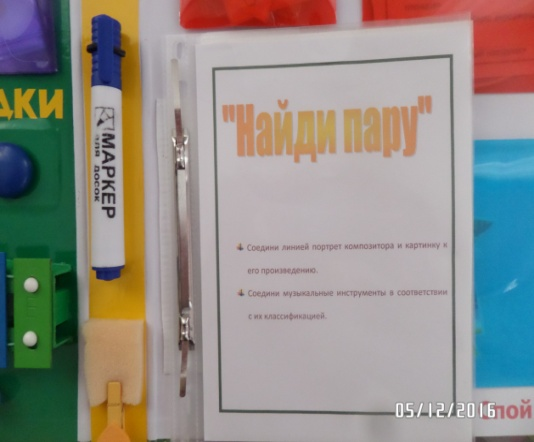 ДКИ
МАРКЕР
ДЛЯ ДОСОК
"Найди пару"
Соедини линией портрет композитора и картинку к
его произведению.
Соедини музыкальные инструменты в соответствии
с их классификацией.
05/12/2016
Спой